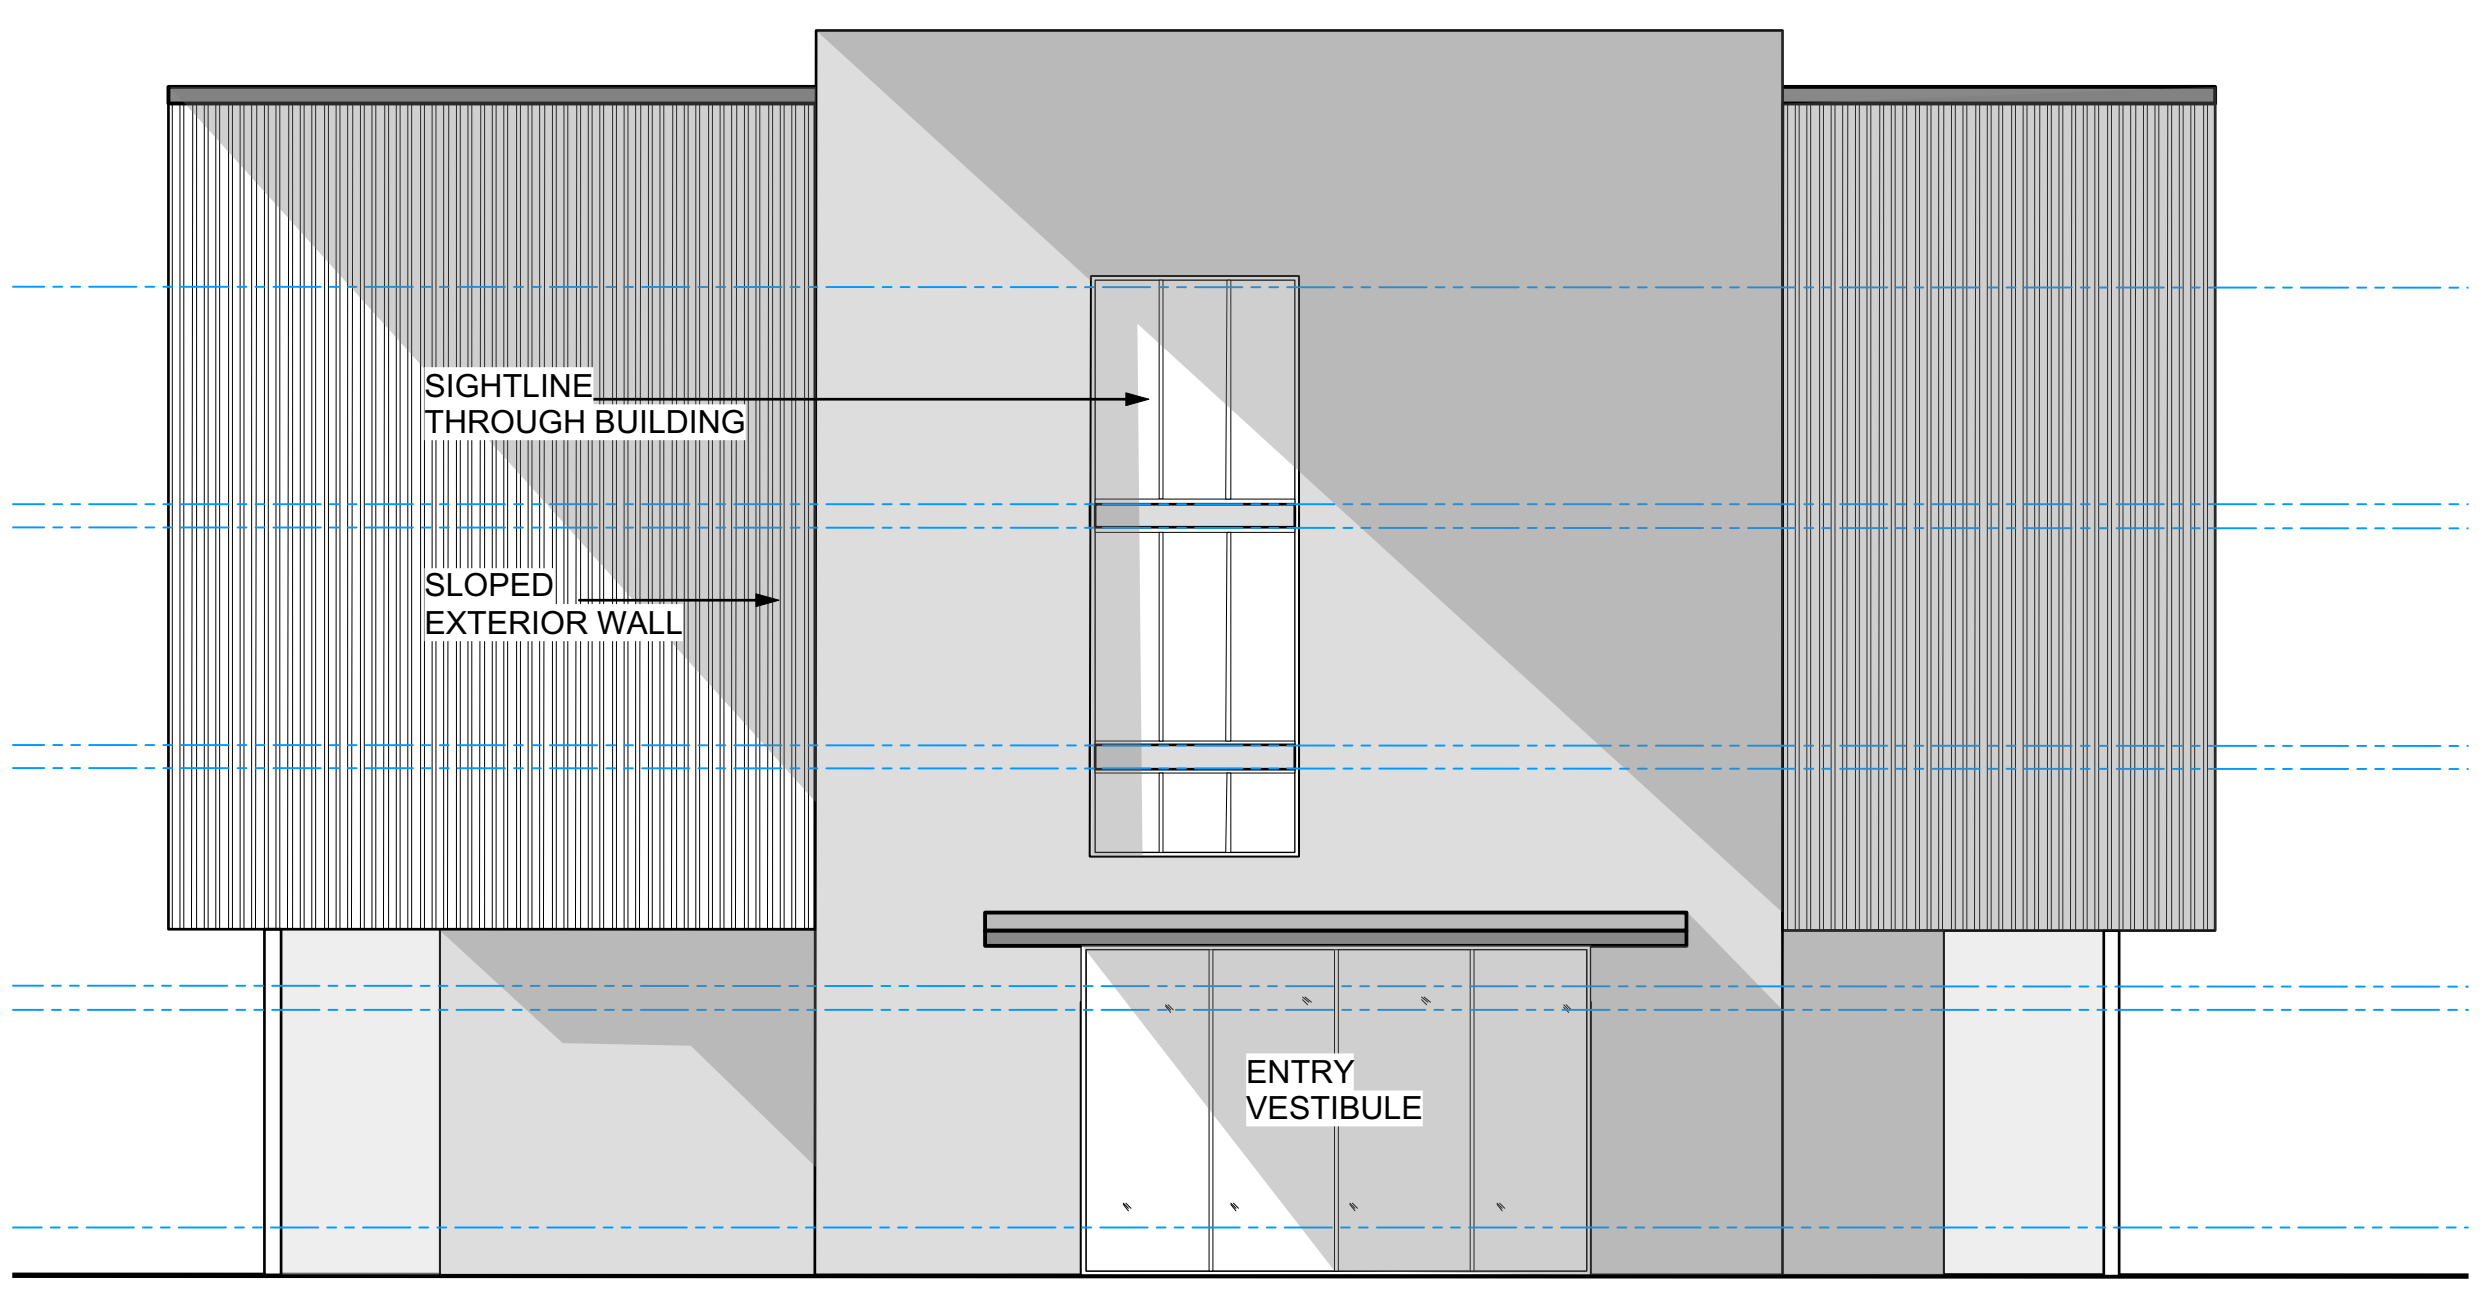 SIGHTLINE
THROUGH BUILDING
SLOPED
EXTERIOR WALL
ENTRY
VESTIBULE